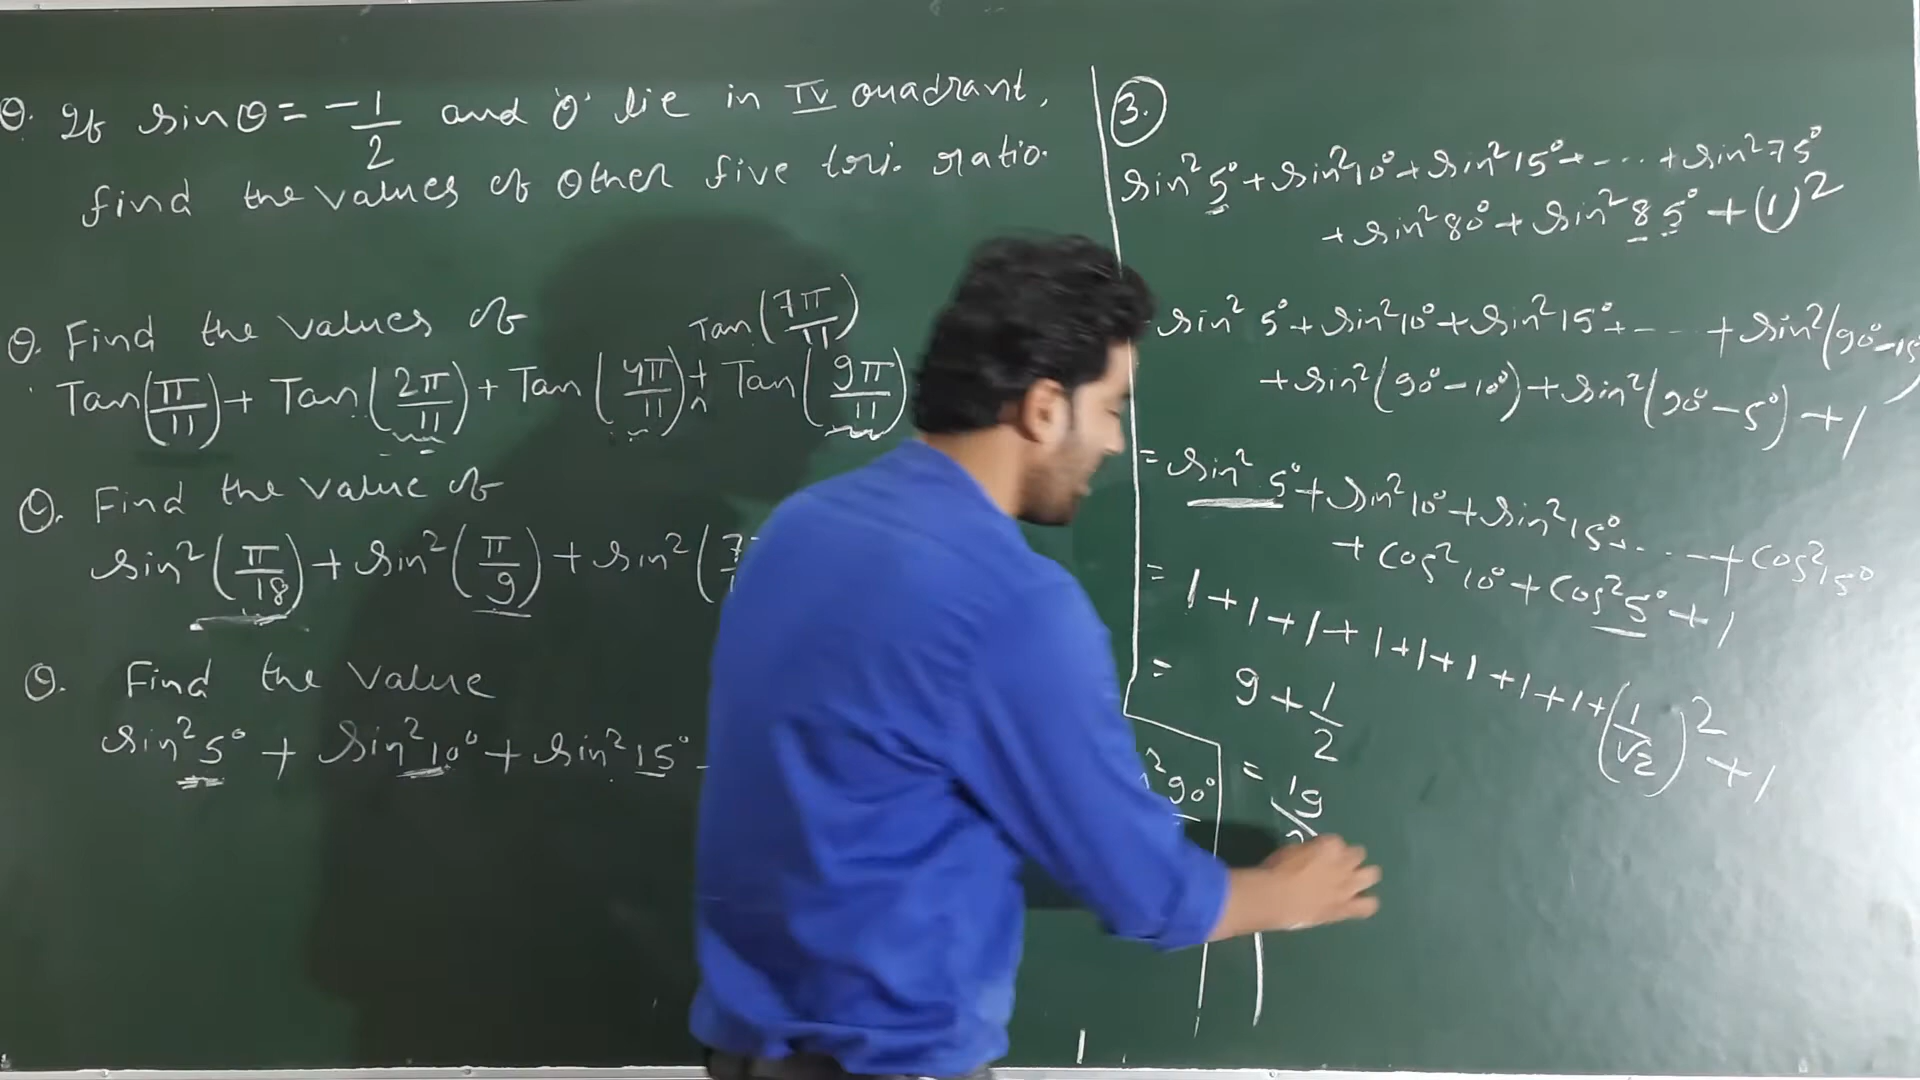 Q. If sinθ = -1/2 and 'θ' lie in IV quadrant,
find the values of other five tri. ratio.
Q. Find the values of
Tan(π/11) + Tan(2π/11) + Tan(4π/11) + Tan(7π/11) + Tan(9π/11)
Q. Find the value of
sin²(π/18) + sin²(π/9) + sin²(7
Q. Find the value
sin²5° + sin²10° + sin²15°
²90°
3.
sin²5° + sin²10° + sin²15° + ---- + sin²75°
+ sin²80° + sin²85° + (1)²
sin²5° + sin²10° + sin²15° + ---- + sin²(90°-15°)
+ sin²(90°-10°) + sin²(90°-5°) + 1
= sin²5° + sin²10° + sin²15° + ---- + cos²15°
+ cos²10° + cos²5° + 1
= 1+1+1+1+1+1+1+1+(1/√2)²+1
= 9 + 1/2
= 19/